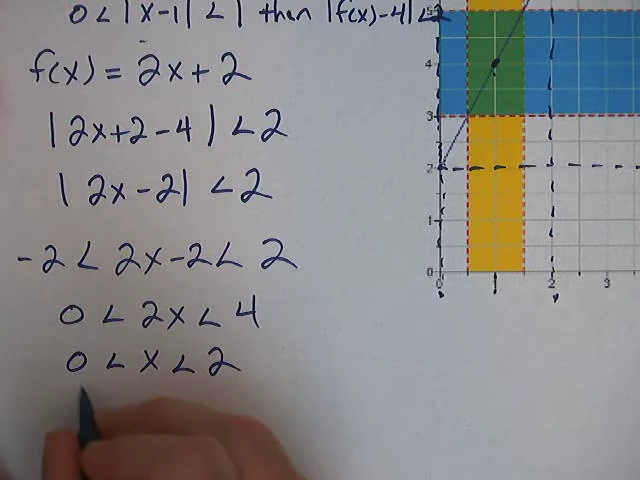 0 < |x-1| < | then |f(x)-4| < 2
f(x) = 2x+2
|2x+2-4| < 2
|2x-2| < 2
-2 < 2x-2 < 2
0 < 2x < 4
0 < x < 2
5
4
3
2
1
0
0 1 2 3